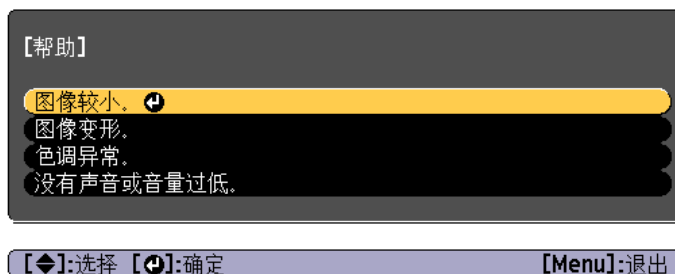 [帮助]
图像较小。
图像变形。
色调异常。
没有声音或音量过低。
[◆]:选择 [⏎]:确定 [Menu]:退出